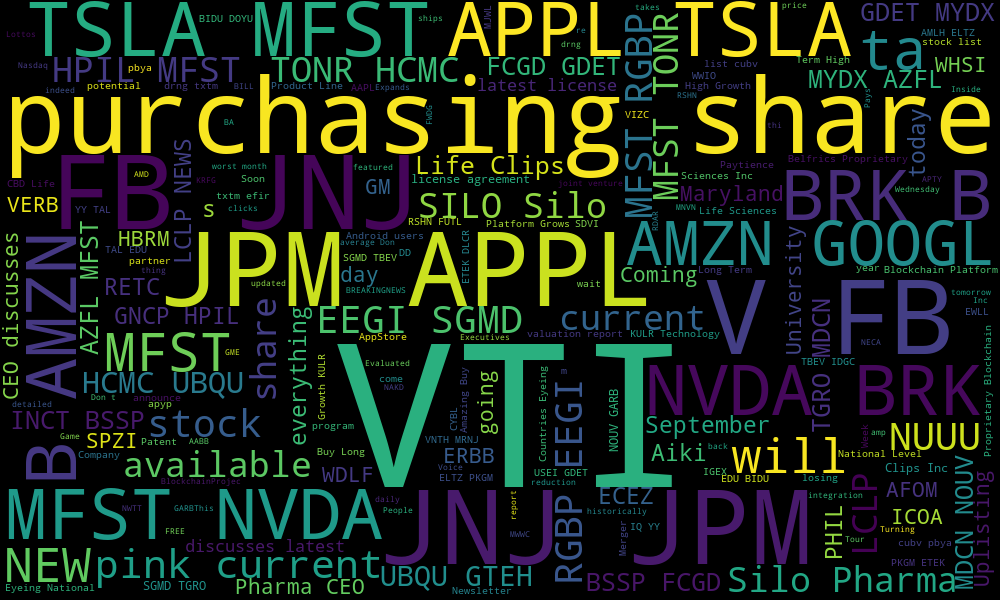 TSLA MFST
APPL TSLA
BIDU DOYU
ships
MJWL
re
drng
takes
price
GDET MYDX
Lottos
AMLH ELTZ
stock list
ta
Nasdaq
HPIL MFST
pbya
TONR HCMC
FCGD GDET
RGBP
TONR
list cubv
Term High
WHSI
WWIO
MYDX AZFL
indeed
potential
drng txtm
BILL
Product Line
AAPL
Expands
latest license
High Growth
Inside
RSHN
Pays
purchasing share
BA
FWDG
VIZC
thi
today
LCLP NEWS
MFST
MFST
FB JNJ
worst month
AMD
featured
Life Clips
Paytience
Belfrics Proprietary
CBD Life
KRFG
Soon
GM
license agreement
joint venture
Sciences Inc
APTY
Wednesday
Maryland
BRK B
VERB
YY TAL
s
txtm efir
clicks
SILO Silo
RSHN FUTL
Platform Grows SDVI
MNVN
Life Sciences
RDAR
CEO discusses
AMZN
AZFL MFST
HBRM
TAL EDU
partner
thing
JPM APPL
Android users
average Don
SGMD TBEV
DD
ETEK DLCR
AMZN GOOGL
University
day
BREAKINGNEWS
updated
wait
Coming
Long Term
year
Blockchain Platform
RETC
GNCP HPIL
share
everything
EEGI SGMD
current
V FB
MDCN
tomorrow
Inc
EWLL
AppStore
Executives
valuation report
KULR Technology
NECA
Proprietary Blockchain
MFST
GME
VTI
Evaluated
TBEV IDGC
HCMC UBQU
Growth KULR
come
NAKD
Amazing Buy
CYBL
going
Countries Eyeing
EEGI
m
NVDA BRK
TGRO
detailed
Don t
announce
apyp
INCT BSSP
stock
program
NOUV GARB
September
Week
amp
NUUU
B
Game
SPZI
Patent
AABB
Buy Long
VNTH MRNJ
ERBB
Aiki
back
will
National Level
Company
available
WDLF
Voice
ELTZ PKGM
USEI GDET
reduction
IGEX
EDU BIDU
losing
Clips Inc
BlockchainProjec
MFST NVDA
NWTT
GARBThis
FREE
daily
People
report
JNJ JPM
MWWC
RGBP
ECEZ
historically
IQ YY
Merger
integration
AFOM
PHIL
LCLP
Tour
Turning
ICOA
MDCN NOUV
Uplisting
discusses latest
cubv pbya
NEW
pink current
UBQU GTEH
PKGM ETEK
Eyeing National
SGMD TGRO
Pharma CEO
Newsletter
BSSP FCGD
Silo Pharma